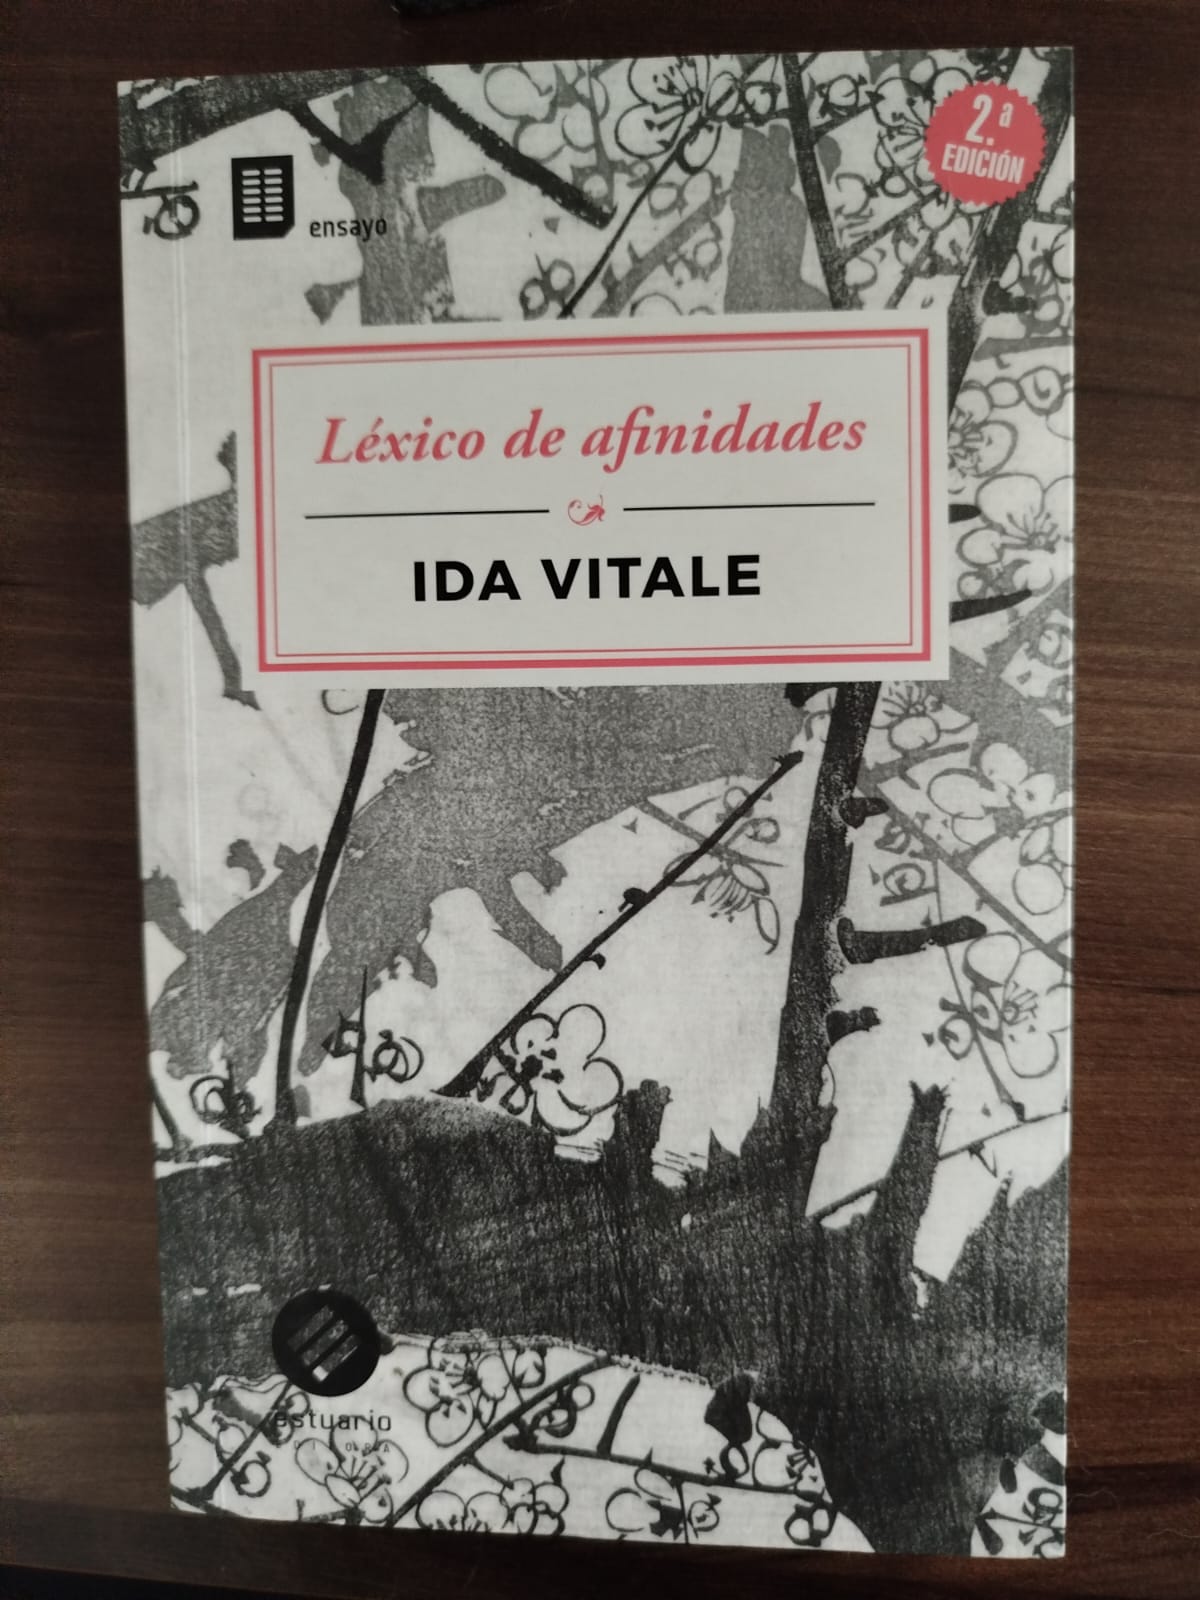 2.ª
EDICIÓN
ensayo
Léxico de afinidades
IDA VITALE
estuario